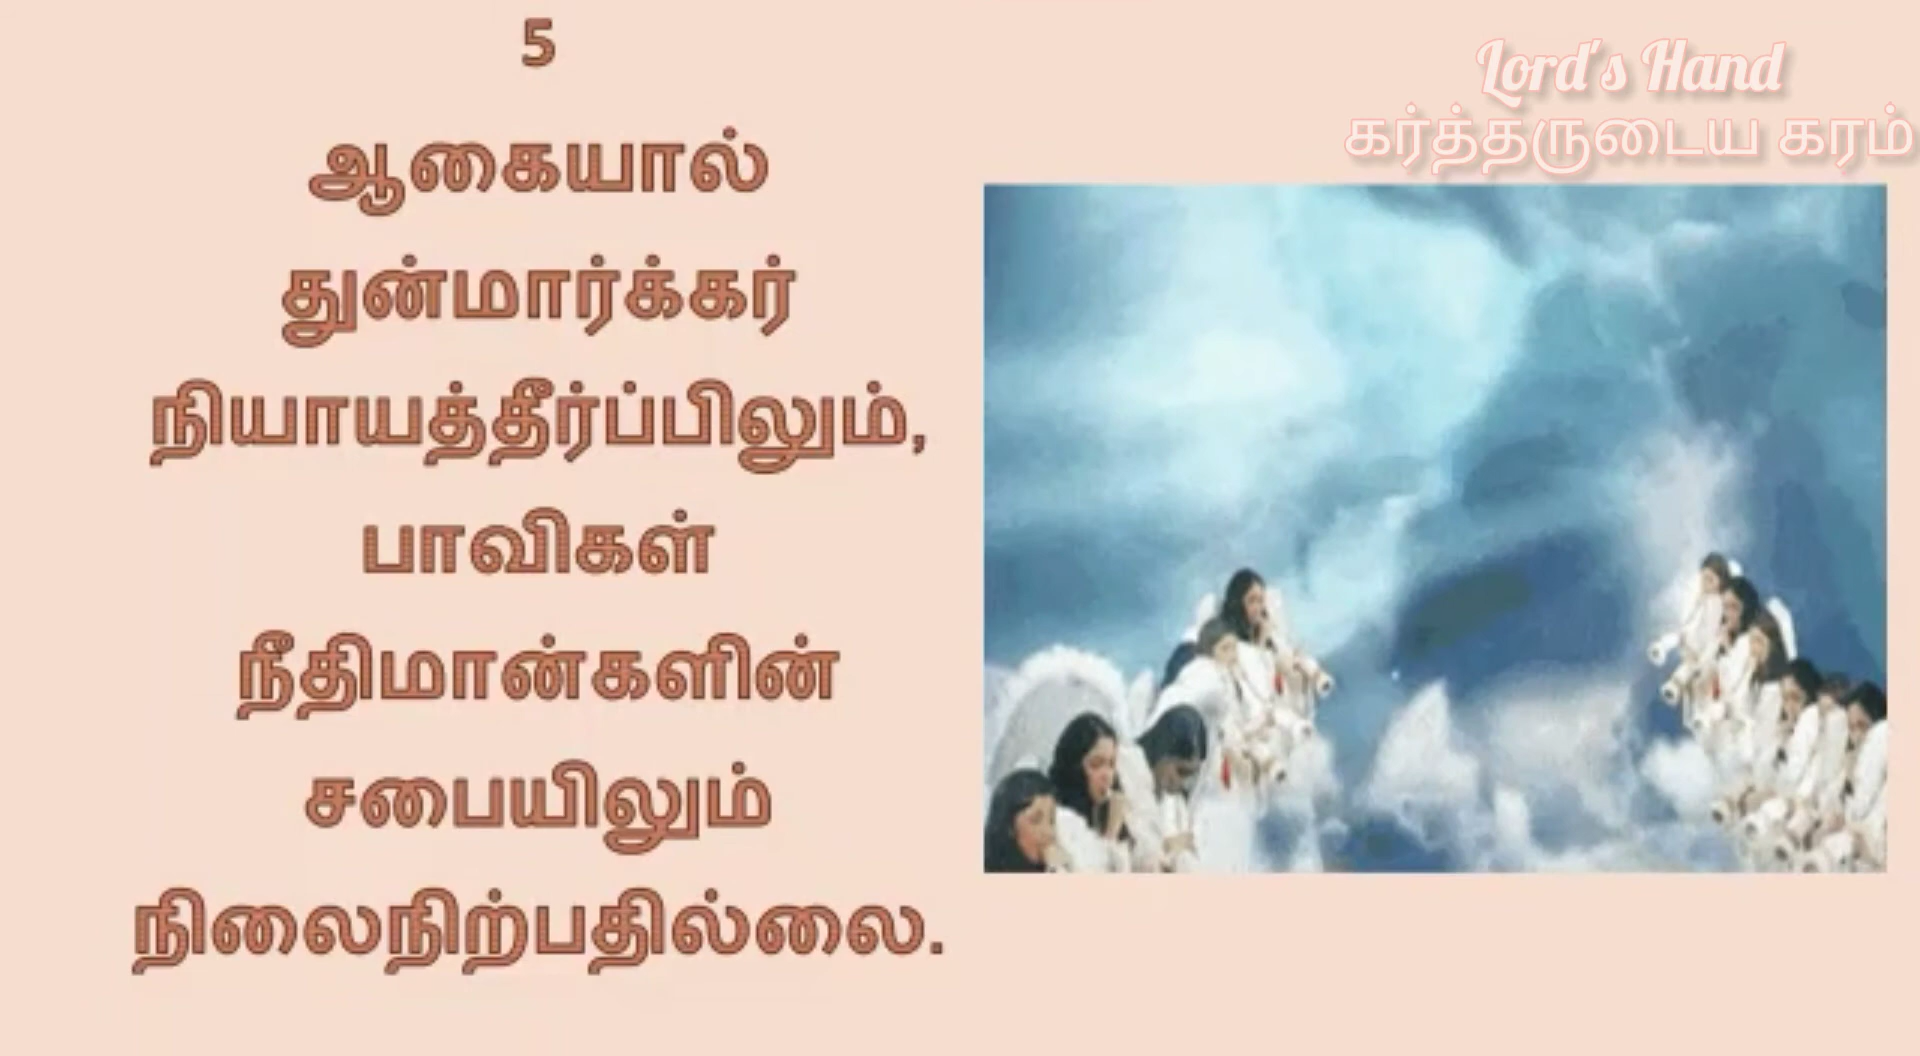 5
ஆகையால்
துன்மார்க்கர்
நியாயத்தீர்ப்பிலும்,
பாவிகள்
நீதிமான்களின்
சபையிலும்
நிலைநிற்பதில்லை.
Lord's Hand
கர்த்தருடைய கரம்